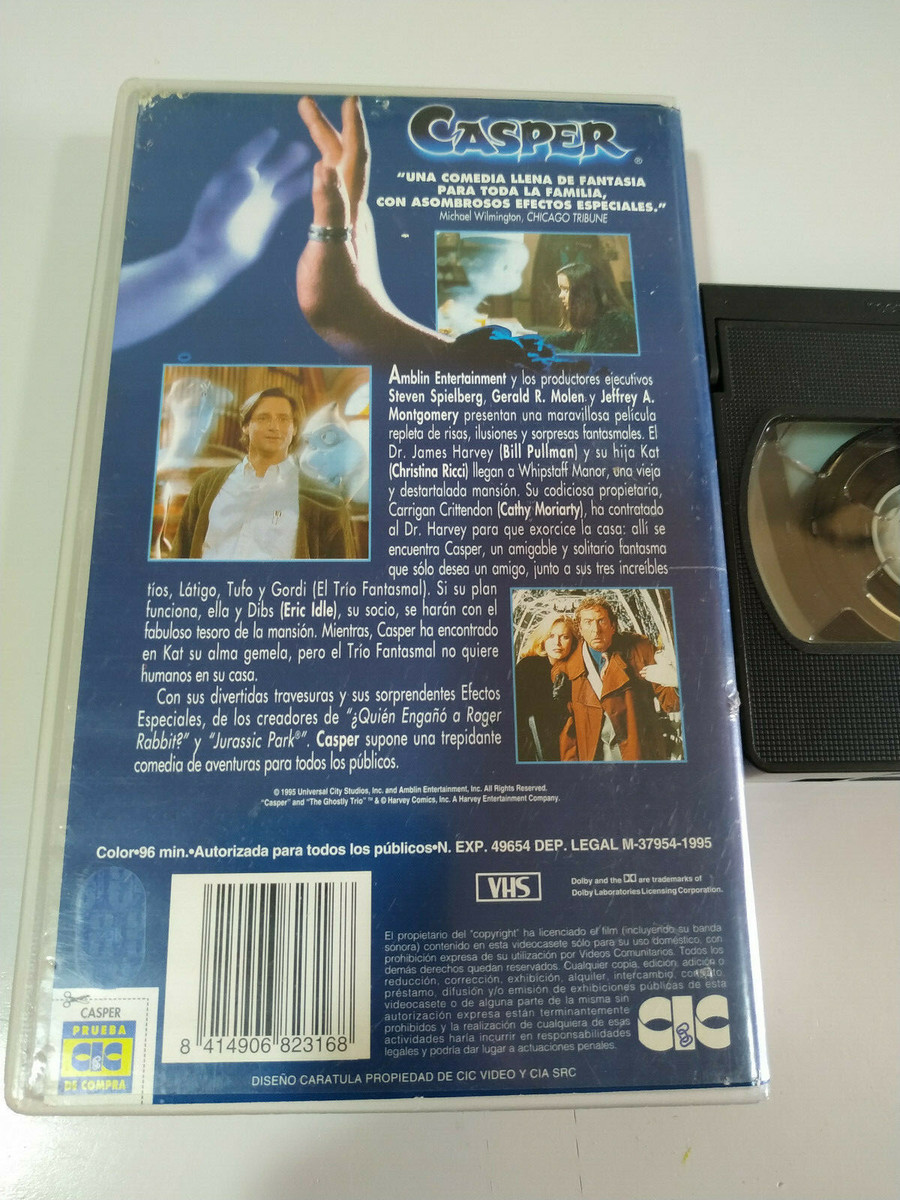 CASPER®
"UNA COMEDIA LLENA DE FANTASIA
PARA TODA LA FAMILIA,
CON ASOMBROSOS EFECTOS ESPECIALES."
Michael Wilmington, CHICAGO TRIBUNE
Amblin Entertainment y los productores ejecutivos
Steven Spielberg, Gerald R. Molen y Jeffrey A.
Montgomery presentan una maravillosa película
repleta de risas, ilusiones y sorpresas fantasmales. El
Dr. James Harvey (Bill Pullman) y su hija Kat
(Christina Ricci) llegan a Whipstaff Manor, una vieja
y destartalada mansión. Su codiciosa propietaria,
Carrigan Crittendon (Cathy Moriarty), ha contratado
al Dr. Harvey para que exorcice la casa: allí se
encuentra Casper, un amigable y solitario fantasma
que sólo desea un amigo, junto a sus tres increíbles
tíos, Látigo, Tufo y Gordi (El Trío Fantasmal). Si su plan
funciona, ella y Dibs (Eric Idle), su socio, se harán con el
fabuloso tesoro de la mansión. Mientras, Casper ha encontrado
en Kat su alma gemela, pero el Trío Fantasmal no quiere
humanos en su casa.
Con sus divertidas travesuras y sus sorprendentes Efectos
Especiales, de los creadores de "¿Quién Engañó a Roger
Rabbit?" y "Jurassic Park®". Casper supone una trepidante
comedia de aventuras para todos los públicos.
© 1995 Universal City Studios, Inc. and Amblin Entertainment, Inc. All Rights Reserved.
"Casper" and "The Ghostly Trio" ™ & © Harvey Comics, Inc. A Harvey Entertainment Company.
Color•96 min.•Autorizada para todos los públicos•N. EXP. 49654 DEP. LEGAL M-37954-1995
VHS
Dolby and the are trademarks of
Dolby Laboratories Licensing Corporation.
El propietario del "copyright" ha licenciado el film (incluyendo su banda
sonora) contenido en esta videocasete sólo para su uso doméstico, con
prohibición expresa de su utilización por Videos Comunitarios. Todos los
demás derechos quedan reservados. Cualquier copia, edición, adición o
reducción, corrección, exhibición, alquiler, intercambio,
préstamo, difusión y/o emisión de exhibiciones públicas de esta
videocasete o de alguna parte de la misma sin
autorización expresa están terminantemente
prohibidos y la realización de cualquiera de esas
actividades haría incurrir en responsabilidades
legales y podría dar lugar a actuaciones penales.
CIC
CASPER
PRUEBA
CIC
DE COMPRA
8 414906 823168
DISEÑO CARATULA PROPIEDAD DE CIC VIDEO Y CIA SRC